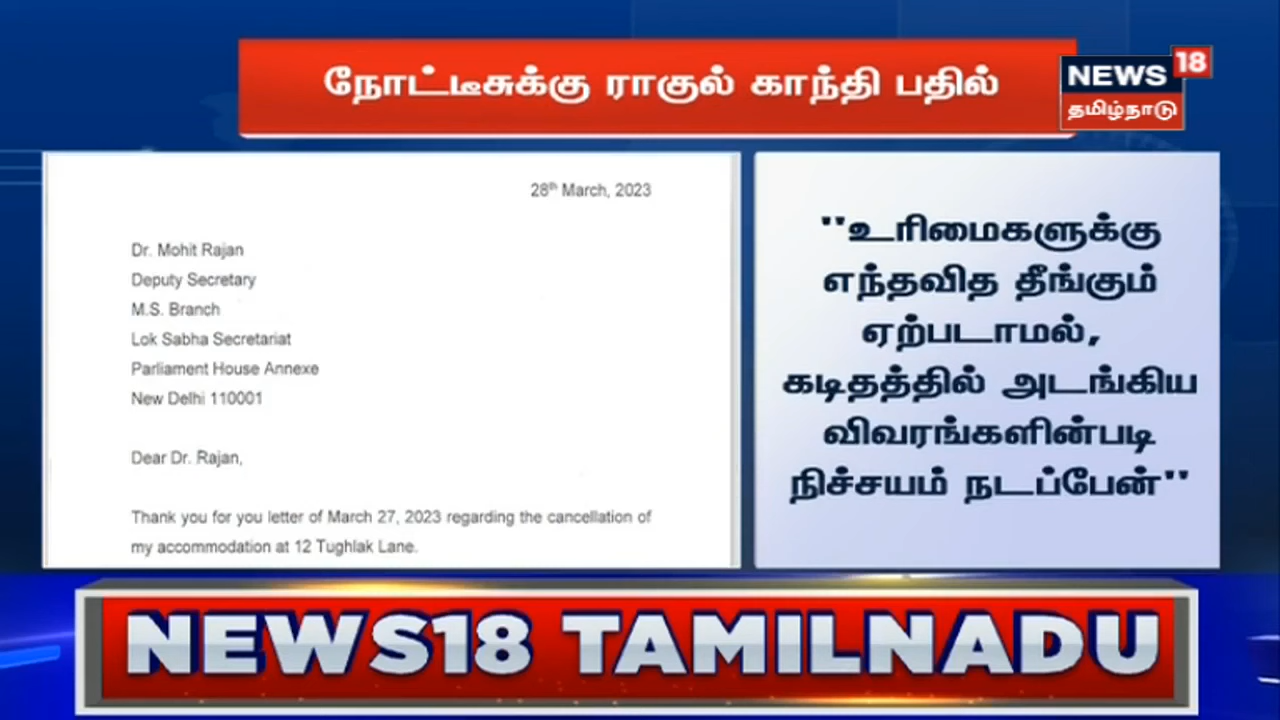 நோட்டீசுக்கு ராகுல் காந்தி பதில்
NEWS 18
தமிழ்நாடு
28th March, 2023
Dr. Mohit Rajan
Deputy Secretary
M.S. Branch
Lok Sabha Secretariat
Parliament House Annexe
New Delhi 110001
Dear Dr. Rajan,
Thank you for you letter of March 27, 2023 regarding the cancellation of
my accommodation at 12 Tughlak Lane.
"உரிமைகளுக்கு
எந்தவித தீங்கும்
ஏற்படாமல்,
கடிதத்தில் அடங்கிய
விவரங்களின்படி
நிச்சயம் நடப்பேன்"
NEWS18 TAMILNADU